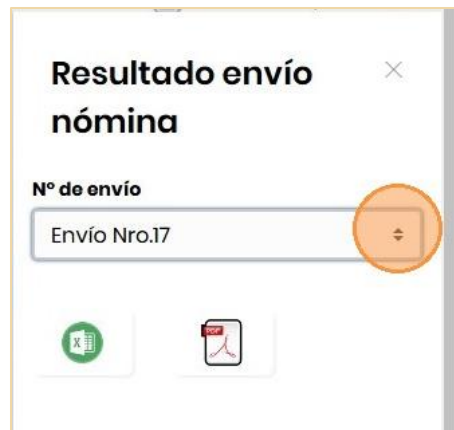 Resultado envío
nómina
Nº de envío
Envío Nro.17
X
PDF